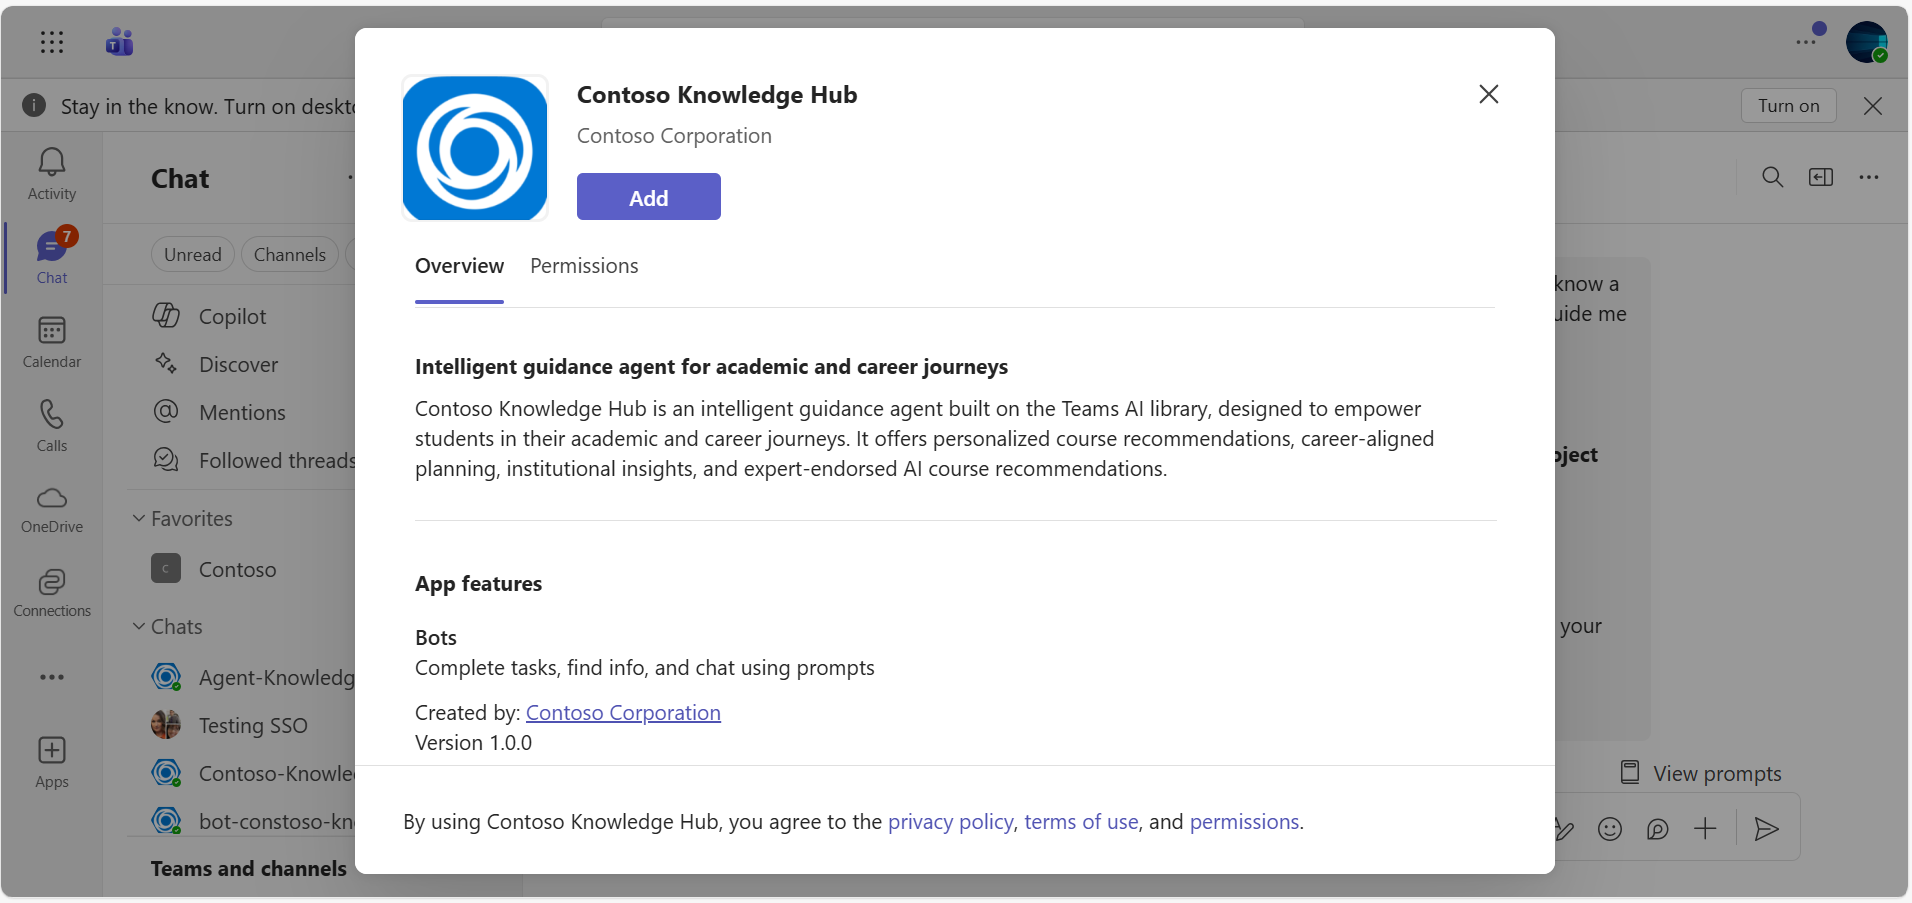 Stay in the know. Turn on
Turn on
Activity
7
Chat
Calendar
Calls
OneDrive
Connections
Apps
Chat
Unread
Channels
Copilot
Discover
Mentions
Followed threads
Favorites
C
Contoso
Chats
Agent-Knowledg
Testing SSO
Contoso-Knowle
bot-constoso-kn
Teams and channels
Contoso Knowledge Hub
Contoso Corporation
Add
Overview Permissions
Intelligent guidance agent for academic and career journeys
Contoso Knowledge Hub is an intelligent guidance agent built on the Teams AI library, designed to empower
students in their academic and career journeys. It offers personalized course recommendations, career-aligned
planning, institutional insights, and expert-endorsed AI course recommendations.
App features
Bots
Complete tasks, find info, and chat using prompts
Created by: Contoso Corporation
Version 1.0.0
By using Contoso Knowledge Hub, you agree to the privacy policy, terms of use, and permissions.
know a
uide me
oject
your
View prompts